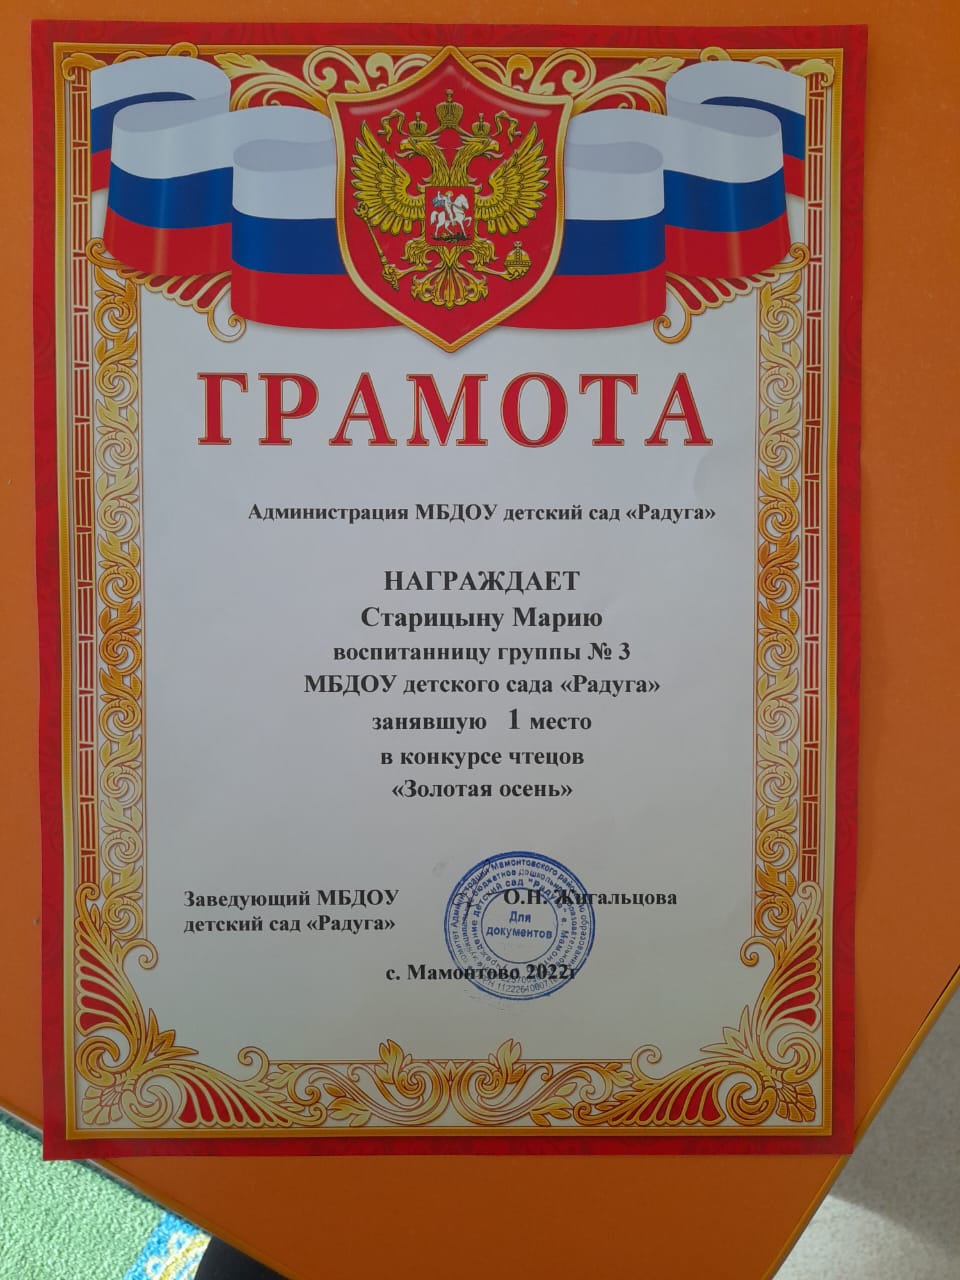 ГРАМОТА
Администрация МБДОУ детский сад «Радуга»
НАГРАЖДАЕТ
Старицыну Марию
воспитанницу группы № 3
МБДОУ детского сада «Радуга»
занявшую 1 место
в конкурсе чтецов
«Золотая осень»
Заведующий МБДОУ О.Н. Жигальцова
детский сад «Радуга»
Для
документов
с. Мамонтово 2022г